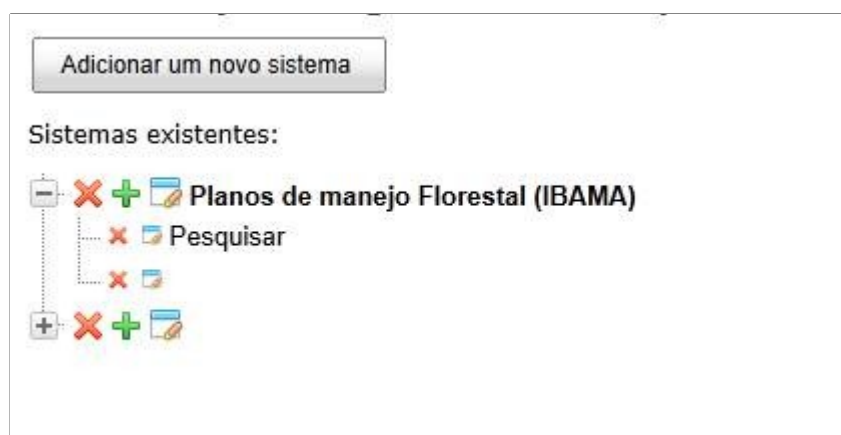 Adicionar um novo sistema
Sistemas existentes:
Planos de manejo Florestal (IBAMA)
Pesquisar